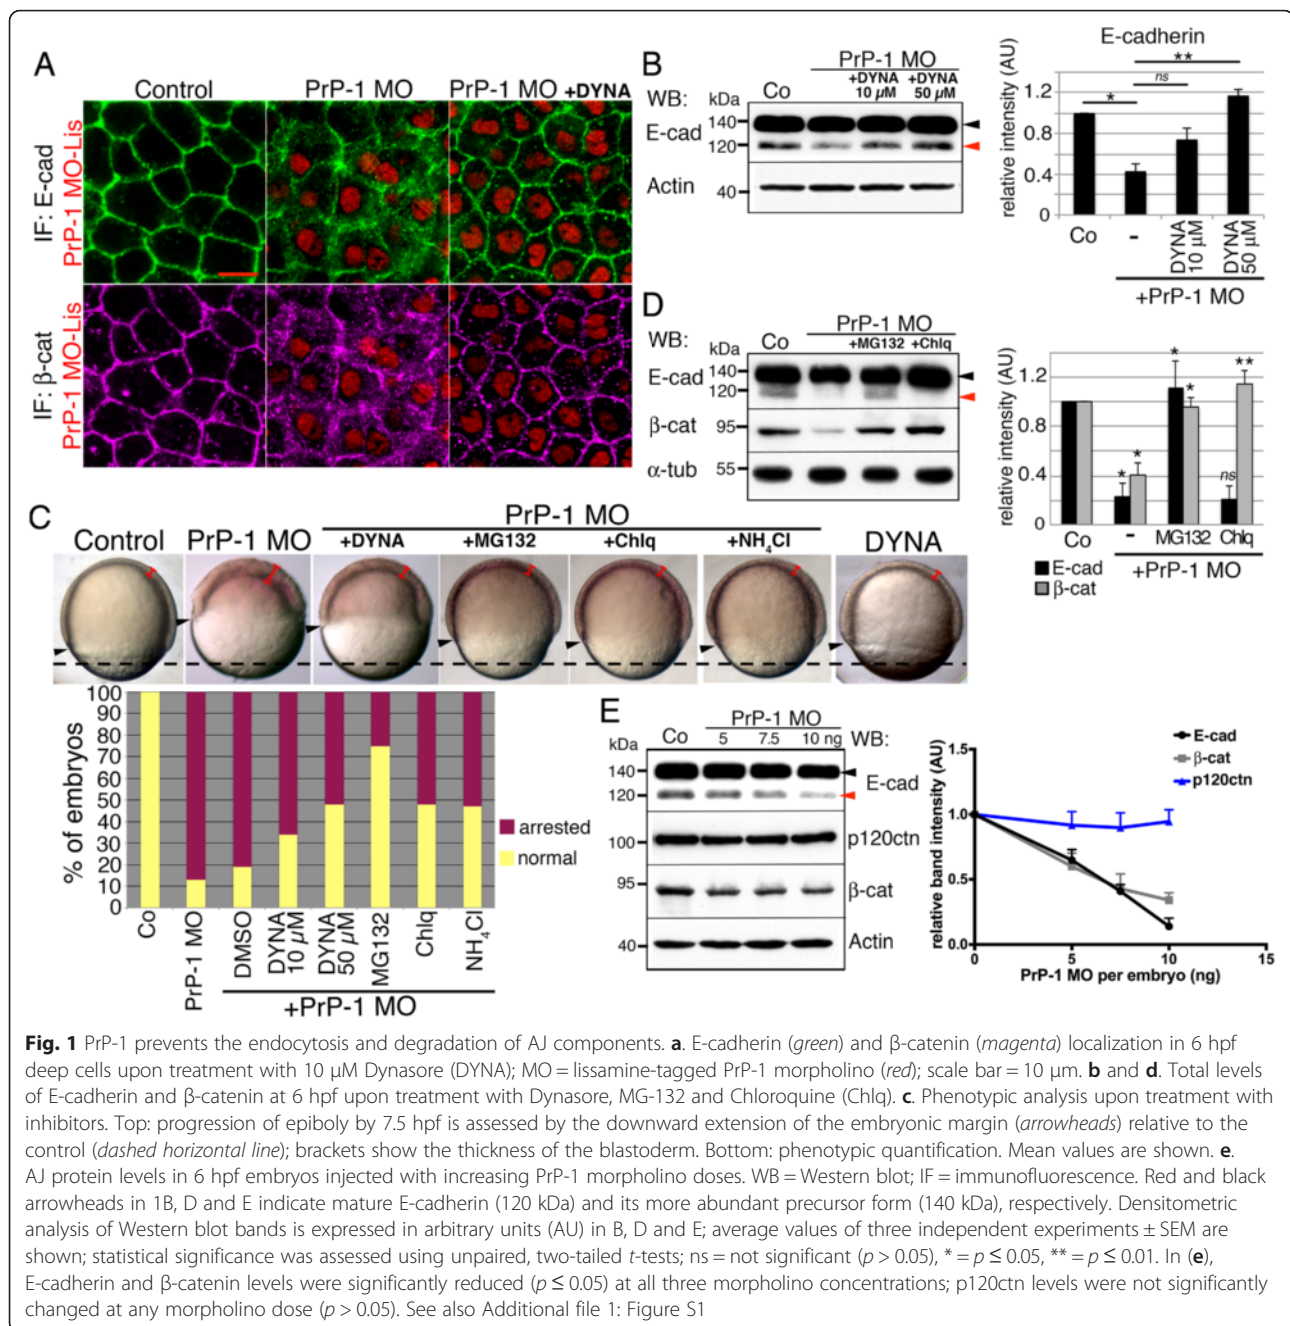 A
Control
PrP-1 MO
PrP-1 MO +DYNA
IF: E-cad
PrP-1 MO-Lis
IF: β-cat
PrP-1 MO-Lis
B
PrP-1 MO
WB:
Co
+DYNA
10 µM
+DYNA
50 µM
kDa
E-cad
140
120
Actin
40
E-cadherin
relative intensity (AU)
**
ns
*
1.2
0.8
0.4
0
Co
-
DYNA
10 µM
DYNA
50 µM
+PrP-1 MO
D
PrP-1 MO
WB:
Co
+MG132
+Chlq
kDa
E-cad
140
120
β-cat
95
α-tub
55
relative intensity (AU)
1.2
0.8
0.4
0
*
*
*
*
ns
**
Co
-
MG132
Chlq
+PrP-1 MO
E-cad
β-cat
C
PrP-1 MO
Control
PrP-1 MO
+DYNA
+MG132
+Chlq
+NH4Cl
DYNA
% of embryos
100
90
80
70
60
50
40
30
20
10
0
arrested
normal
Co
PrP-1 MO
DMSO
DYNA
10 µM
DYNA
50 µM
MG132
Chlq
NH4Cl
+PrP-1 MO
E
PrP-1 MO
Co
5
7.5
10 ng
WB:
kDa
140
120
E-cad
100
p120ctn
95
β-cat
40
Actin
relative band intensity (AU)
1.5
1.0
0.5
0.0
0
5
10
15
PrP-1 MO per embryo (ng)
E-cad
β-cat
p120ctn
Fig. 1 PrP-1 prevents the endocytosis and degradation of AJ components. a. E-cadherin (green) and β-catenin (magenta) localization in 6 hpf
deep cells upon treatment with 10 μM Dynasore (DYNA); MO = lissamine-tagged PrP-1 morpholino (red); scale bar = 10 μm. b and d. Total levels
of E-cadherin and β-catenin at 6 hpf upon treatment with Dynasore, MG-132 and Chloroquine (Chlq). c. Phenotypic analysis upon treatment with
inhibitors. Top: progression of epiboly by 7.5 hpf is assessed by the downward extension of the embryonic margin (arrowheads) relative to the
control (dashed horizontal line); brackets show the thickness of the blastoderm. Bottom: phenotypic quantification. Mean values are shown. e.
AJ protein levels in 6 hpf embryos injected with increasing PrP-1 morpholino doses. WB = Western blot; IF = immunofluorescence. Red and black
arrowheads in 1B, D and E indicate mature E-cadherin (120 kDa) and its more abundant precursor form (140 kDa), respectively. Densitometric
analysis of Western blot bands is expressed in arbitrary units (AU) in B, D and E; average values of three independent experiments ± SEM are
shown; statistical significance was assessed using unpaired, two-tailed t-tests; ns = not significant (p > 0.05), * = p ≤ 0.05, ** = p ≤ 0.01. In (e),
E-cadherin and β-catenin levels were significantly reduced (p ≤ 0.05) at all three morpholino concentrations; p120ctn levels were not significantly
changed at any morpholino dose (p > 0.05). See also Additional file 1: Figure S1